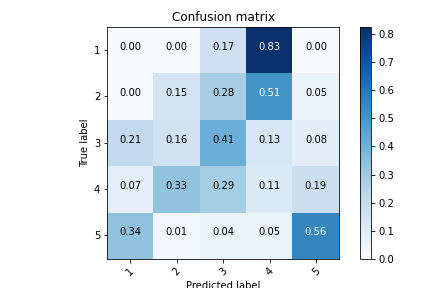 Confusion matrix
1 0.00 0.00 0.17 0.83 0.00
2 0.00 0.15 0.28 0.51 0.05
3 0.21 0.16 0.41 0.13 0.08
4 0.07 0.33 0.29 0.11 0.19
5 0.34 0.01 0.04 0.05 0.56
1 2 3 4 5
True label
Predicted label
0.8
0.7
0.6
0.5
0.4
0.3
0.2
0.1
0.0